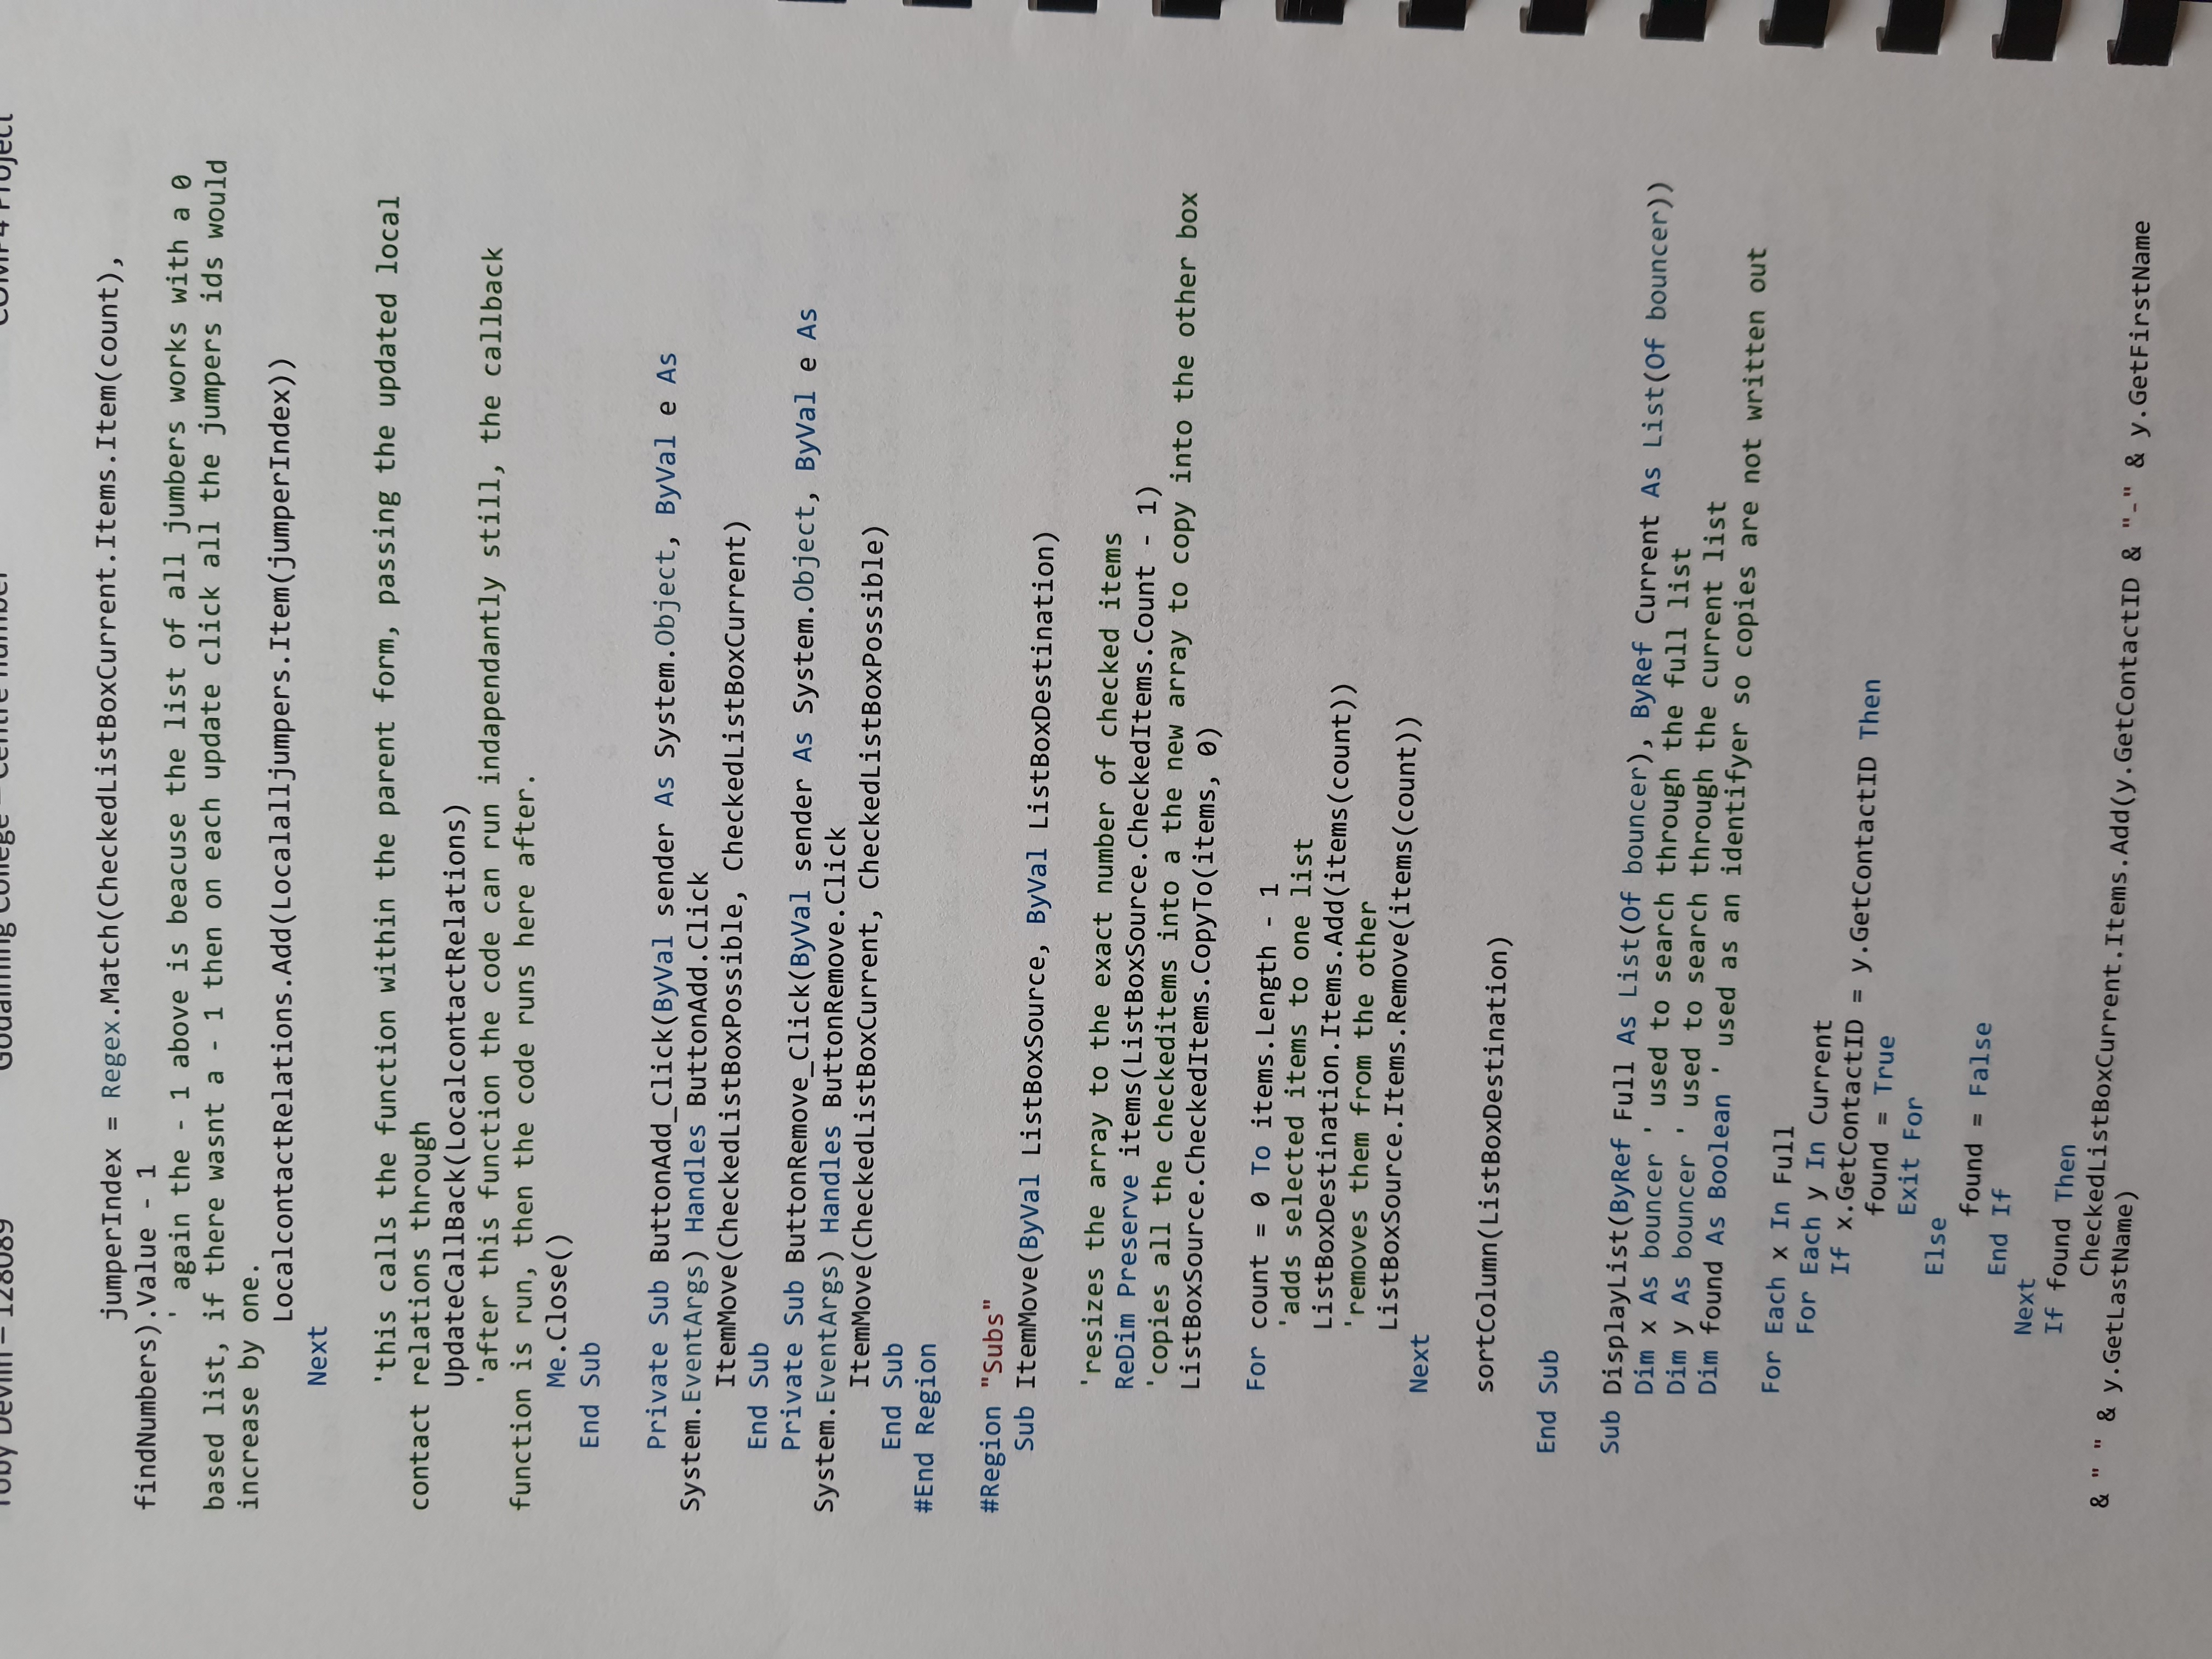 Toby Devlin – 128089 Godalming College – Centre number COMP4 Project
jumperIndex = Regex.Match(CheckedListBoxCurrent.Items.Item(count),
findNumbers).Value - 1
' again the - 1 above is beacuse the list of all jumbers works with a 0
based list, if there wasnt a - 1 then on each update click all the jumpers ids would
increase by one.
LocalcontactRelations.Add(Localalljumpers.Item(jumperIndex))
Next
'this calls the function within the parent form, passing the updated local
contact relations through
UpdateCallBack(LocalcontactRelations)
'after this function the code can run indapendantly still, the callback
function is run, then the code runs here after.
Me.Close()
End Sub
Private Sub ButtonAdd_Click(ByVal sender As System.Object, ByVal e As
System.EventArgs) Handles ButtonAdd.Click
ItemMove(CheckedListBoxPossible, CheckedListBoxCurrent)
End Sub
Private Sub ButtonRemove_Click(ByVal sender As System.Object, ByVal e As
System.EventArgs) Handles ButtonRemove.Click
ItemMove(CheckedListBoxCurrent, CheckedListBoxPossible)
End Sub
#End Region
#Region "Subs"
Sub ItemMove(ByVal ListBoxSource, ByVal ListBoxDestination)
'resizes the array to the exact number of checked items
ReDim Preserve items(ListBoxSource.CheckedItems.Count - 1)
'copies all the checkeditems into a the new array to copy into the other box
ListBoxSource.CheckedItems.CopyTo(items, 0)
For count = 0 To items.Length - 1
'adds selected items to one list
ListBoxDestination.Items.Add(items(count))
'removes them from the other
ListBoxSource.Items.Remove(items(count))
Next
sortColumn(ListBoxDestination)
End Sub
Sub DisplayList(ByRef Full As List(Of bouncer), ByRef Current As List(Of bouncer))
Dim x As bouncer ' used to search through the full list
Dim y As bouncer ' used to search through the current list
Dim found As Boolean ' used as an identifyer so copies are not written out
For Each x In Full
For Each y In Current
If x.GetContactID = y.GetContactID Then
found = True
Exit For
Else
found = False
End If
Next
If found Then
CheckedListBoxCurrent.Items.Add(y.GetContactID & "-" & y.GetFirstName
& " " & y.GetLastName)